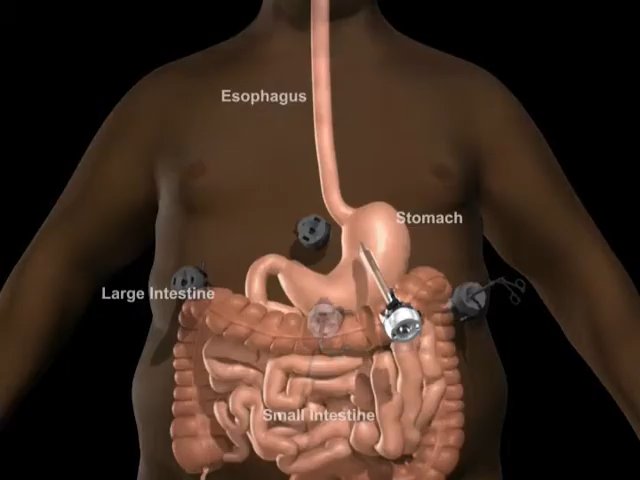 Esophagus
Stomach
Large Intestine
Small Intestine